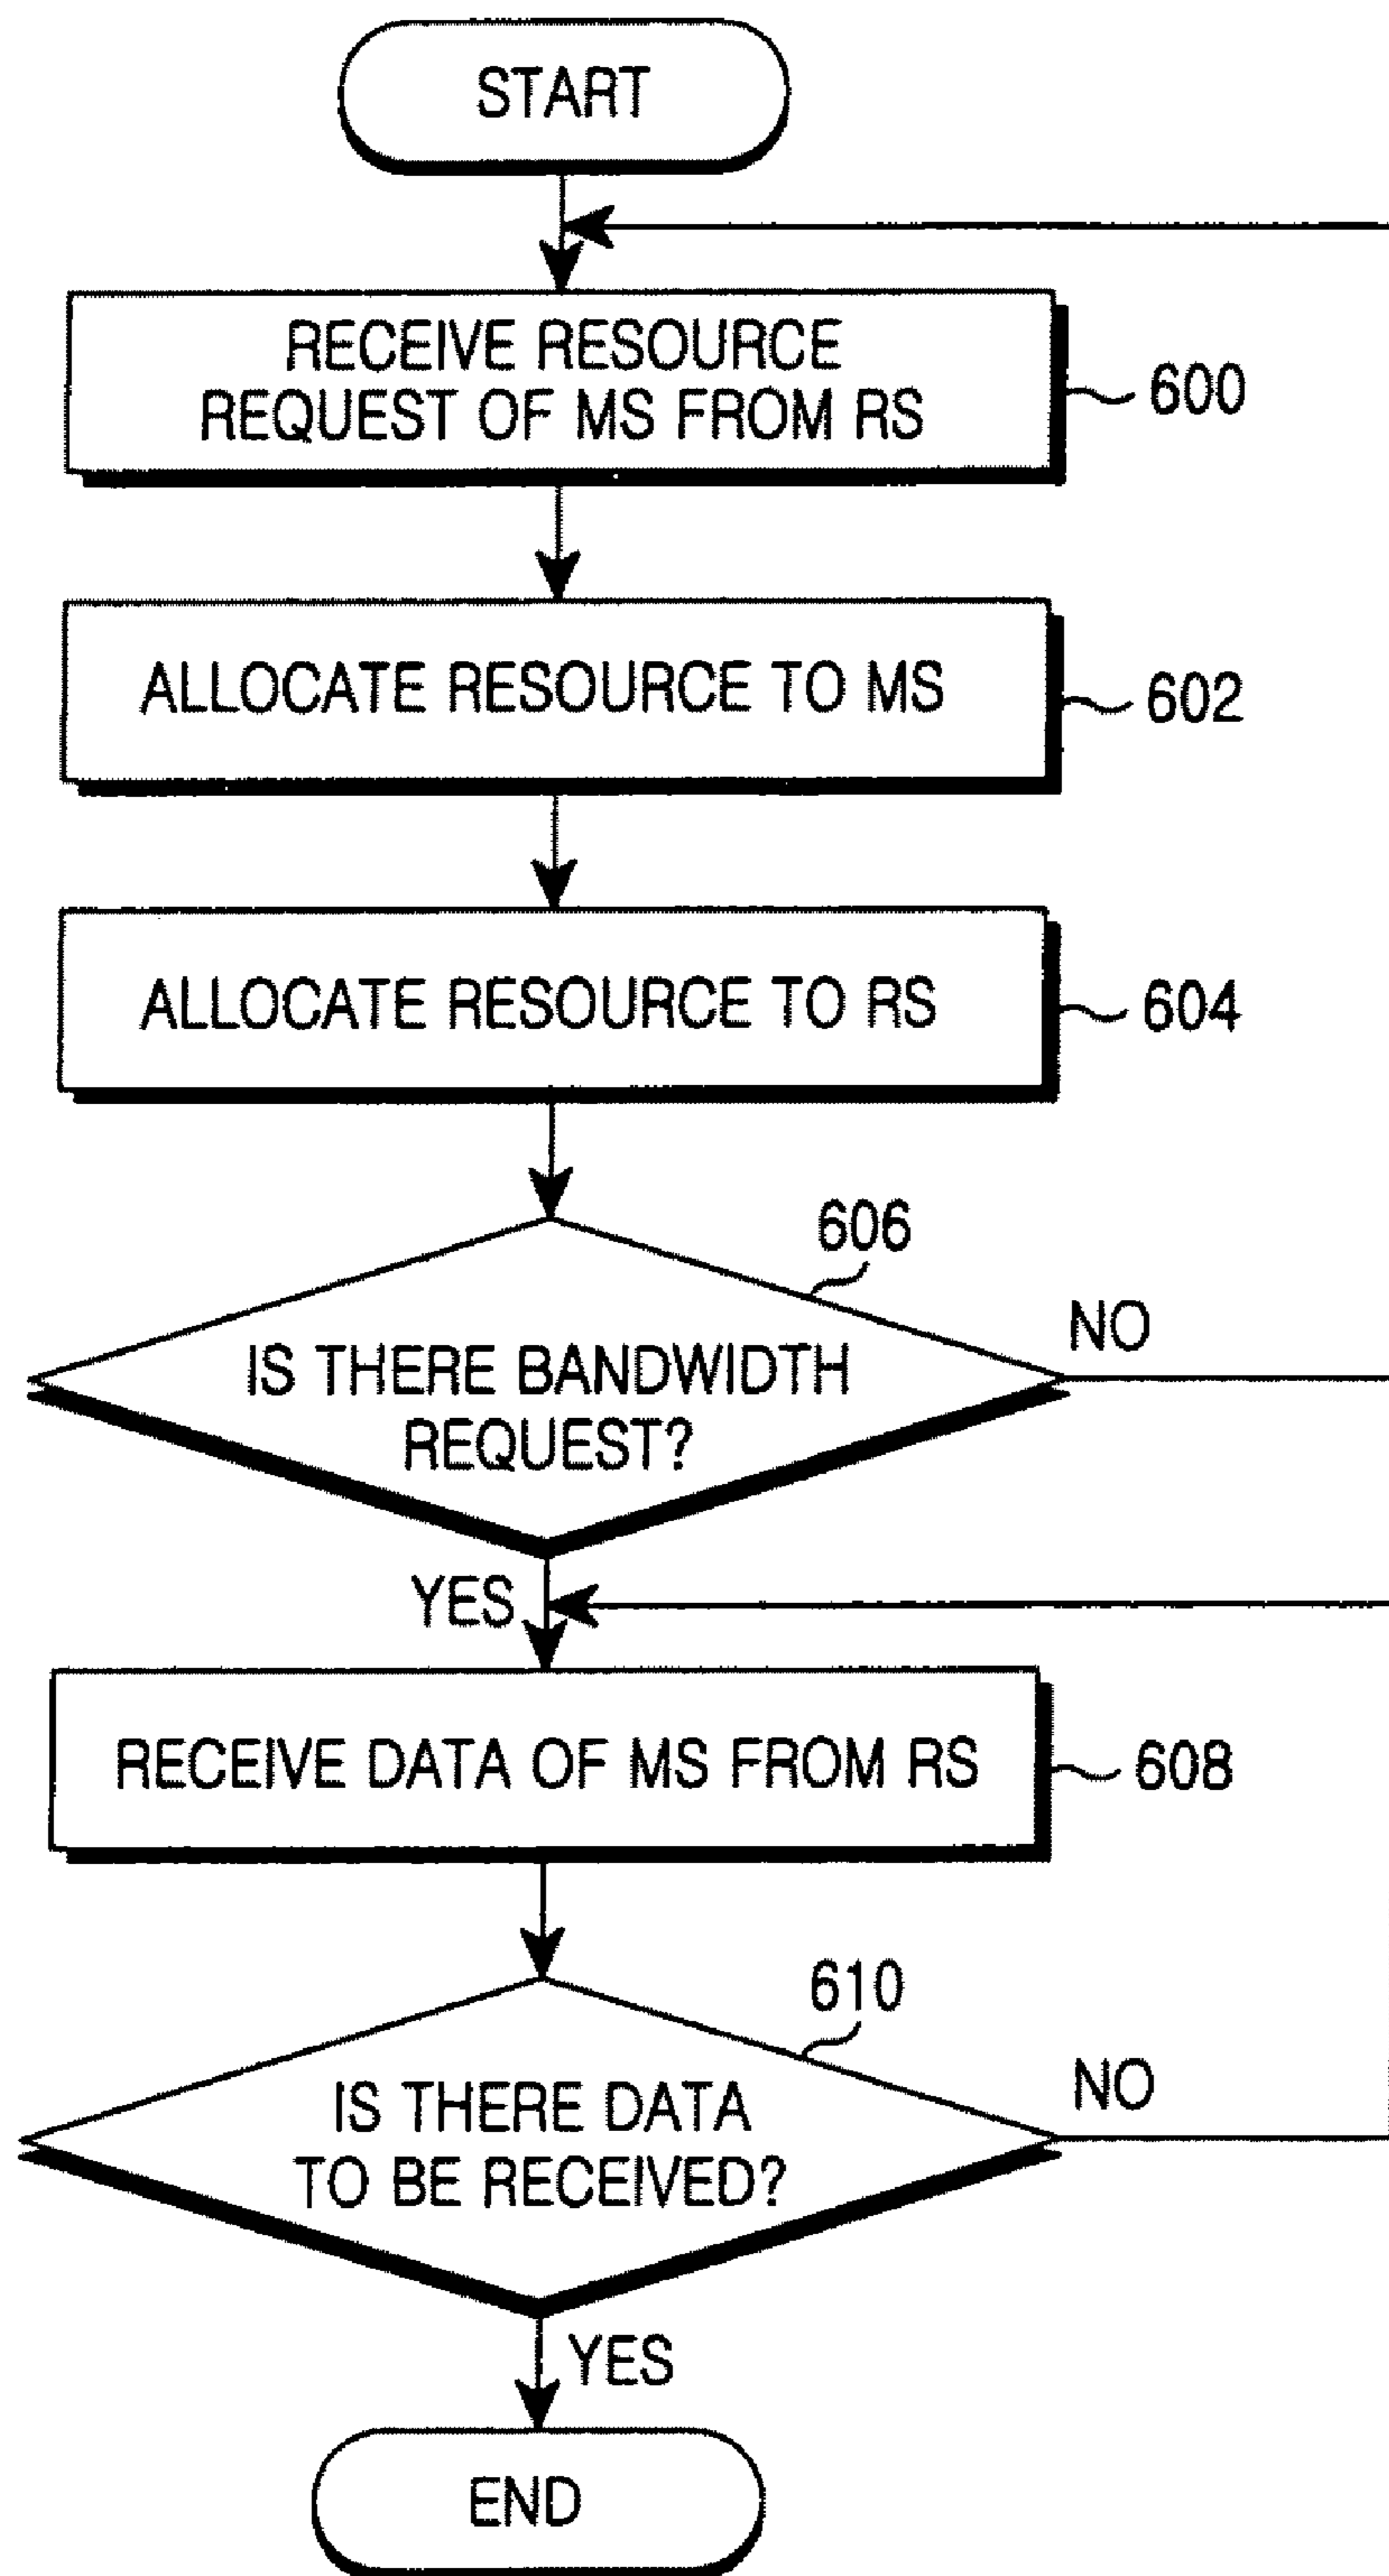 START
RECEIVE RESOURCE
REQUEST OF MS FROM RS
600
ALLOCATE RESOURCE TO MS
602
ALLOCATE RESOURCE TO RS
604
606
IS THERE BANDWIDTH
REQUEST?
NO
YES
RECEIVE DATA OF MS FROM RS
608
610
IS THERE DATA
TO BE RECEIVED?
NO
YES
END